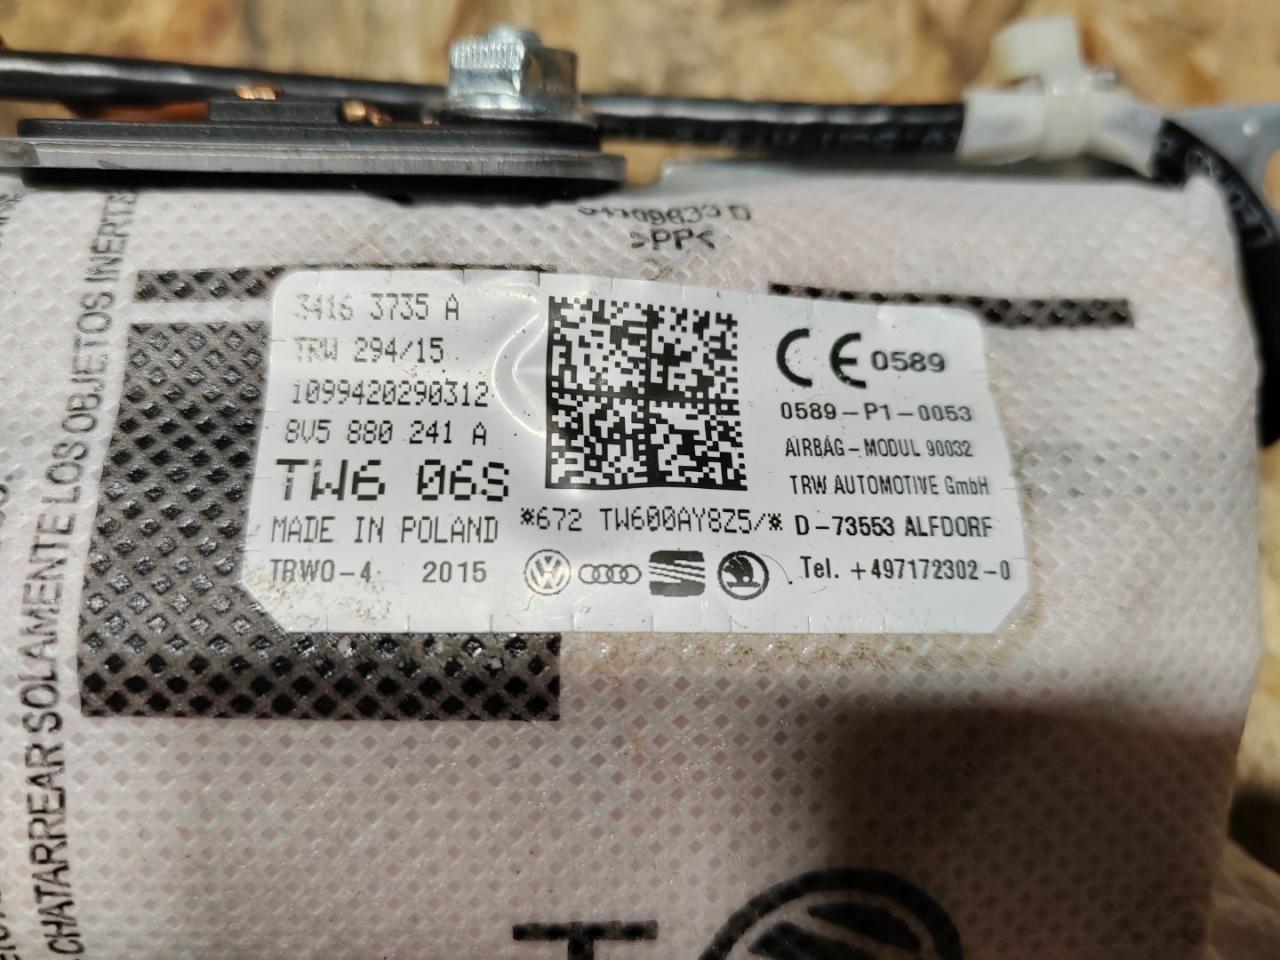 34109633 D
>PP<
3416 3735 A
TRW 294/15
1099420290312
8V5 880 241 A
TW6 06S
MADE IN POLAND
TRWO-4 2015
*672 TW600AY8Z5/*
CE 0589
0589-P1-0053
AIRBAG-MODUL 90032
TRW AUTOMOTIVE GmbH
D-73553 ALFDORF
Tel. +497172302-0
CHATARREAR SOLAMENTE LOS OBJETOS INERTES